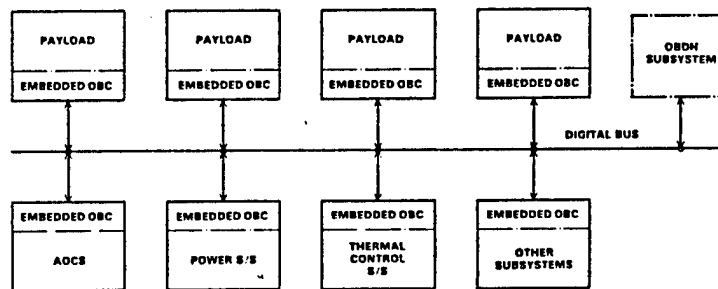 PAYLOAD
EMBEDDED OBC
PAYLOAD
EMBEDDED OBC
PAYLOAD
EMBEDDED OBC
PAYLOAD
EMBEDDED OBC
OBDH
SUBSYSTEM
DIGITAL BUS
EMBEDDED OBC
AOCS
EMBEDDED OBC
POWER S/S
EMBEDDED OBC
THERMAL
CONTROL
S/S
EMBEDDED OBC
OTHER
SUBSYSTEMS